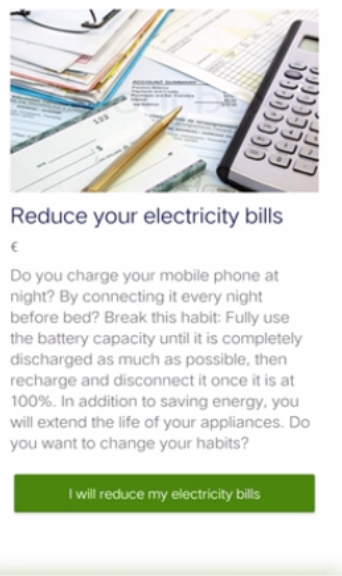 ACCOUNT SUMMARY
Reduce your electricity bills
€
Do you charge your mobile phone at
night? By connecting it every night
before bed? Break this habit: Fully use
the battery capacity until it is completely
discharged as much as possible, then
recharge and disconnect it once it is at
100%. In addition to saving energy, you
will extend the life of your appliances. Do
you want to change your habits?
I will reduce my electricity bills